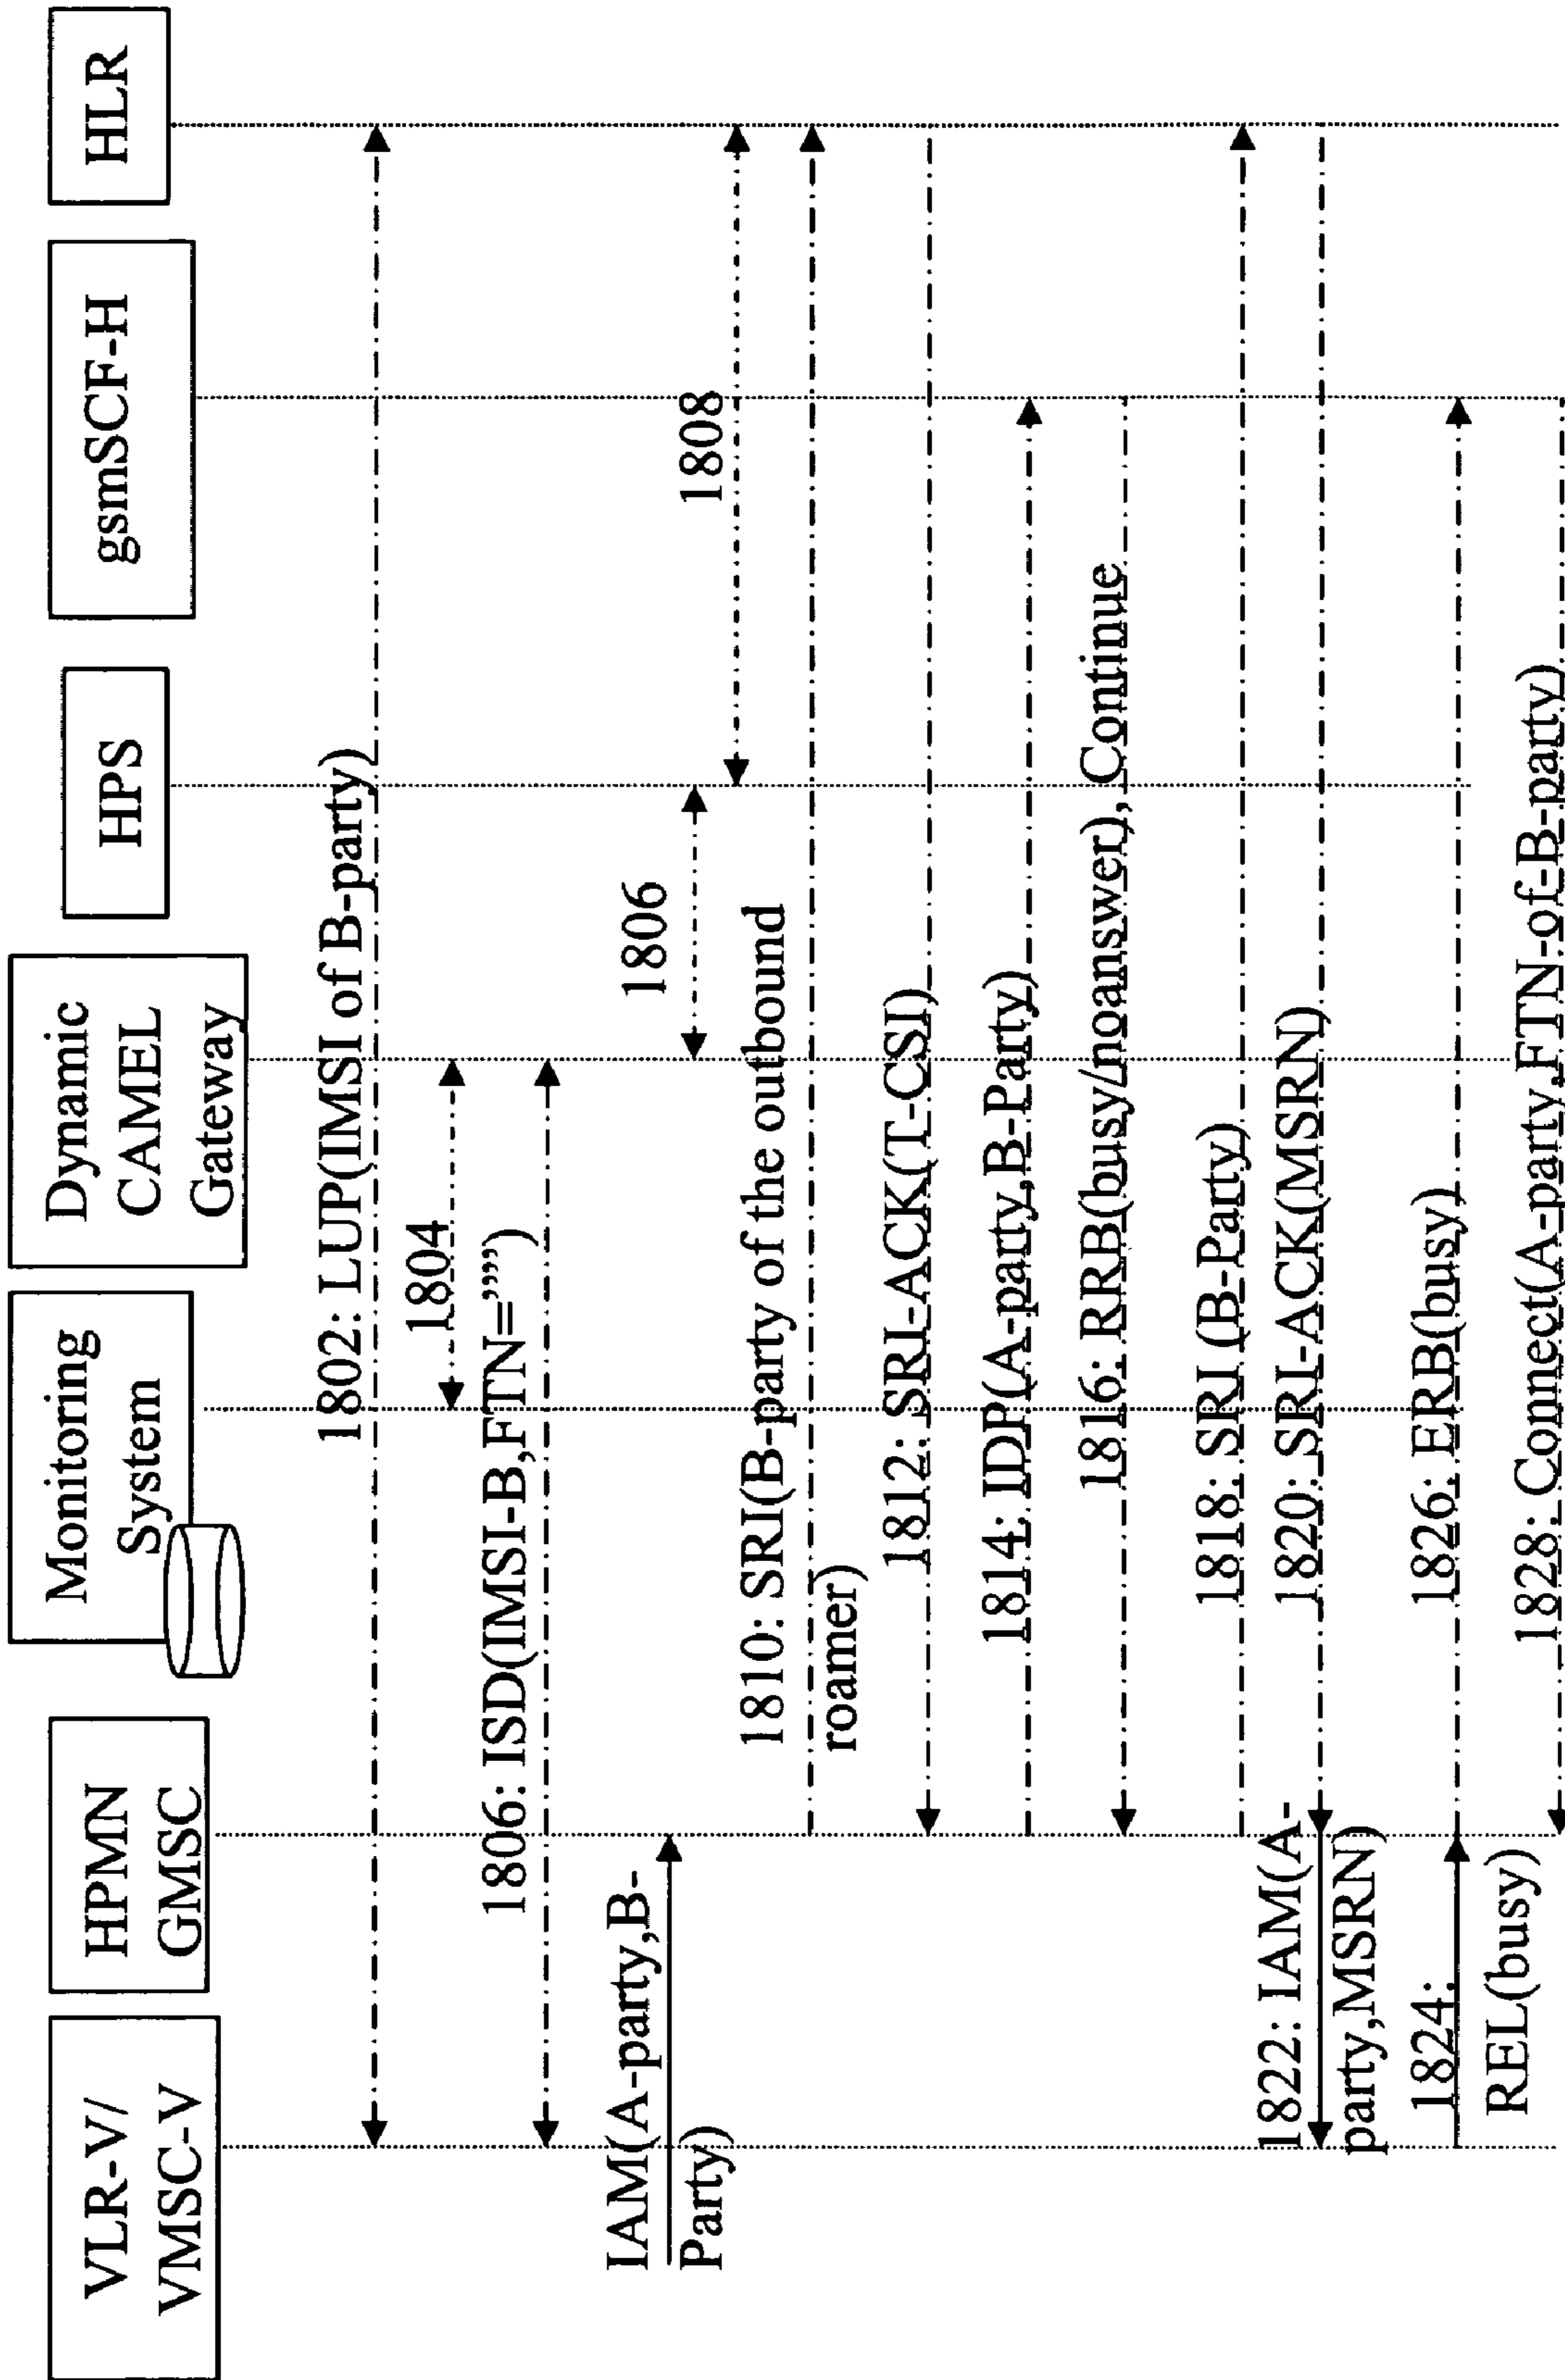 VLR-V/
VMSC-V
HPMN
GMSC
Monitoring
System
Dynamic
CAMEL
Gateway
HPS
gsmSCF-H
HLR
1802: LUP(IMSI of B-party)
1804
1806: ISD(IMSI-B,FTN="")
IAM(A-party,B-
Party)
1806
1808
1810: SRI(B-party of the outbound
roamer)
1812: SRI-ACK(T-CSI)
1814: IDP(A-party,B-Party)
1816: RRB(busy/noanswer), Continue
1818: SRI (B-Party)
1820: SRI-ACK(MSRN)
1822: IAM(A-
party,MSRN)
1824:
REL(busy)
1826: ERB(busy)
1828: Connect(A-party,FTN-of-B-party)